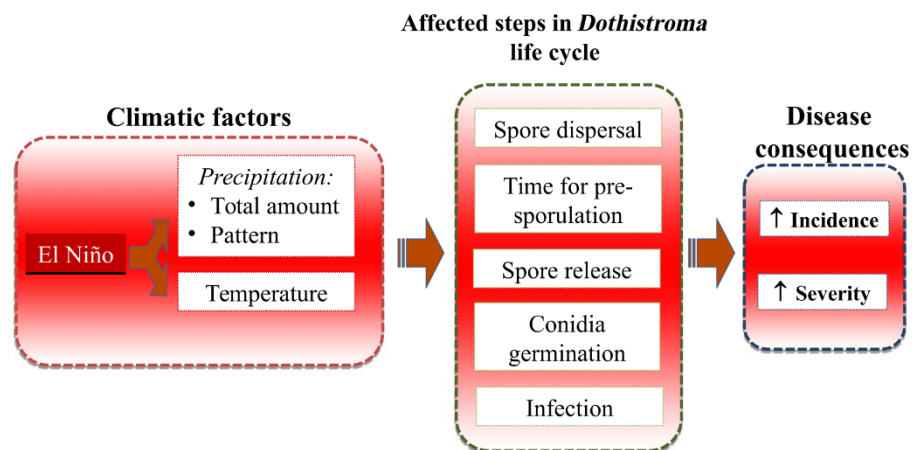 Affected steps in Dothistroma
life cycle
Climatic factors
El Niño
Precipitation:
• Total amount
• Pattern
Temperature
Spore dispersal
Time for pre-
sporulation
Spore release
Conidia
germination
Infection
Disease
consequences
↑ Incidence
↑ Severity